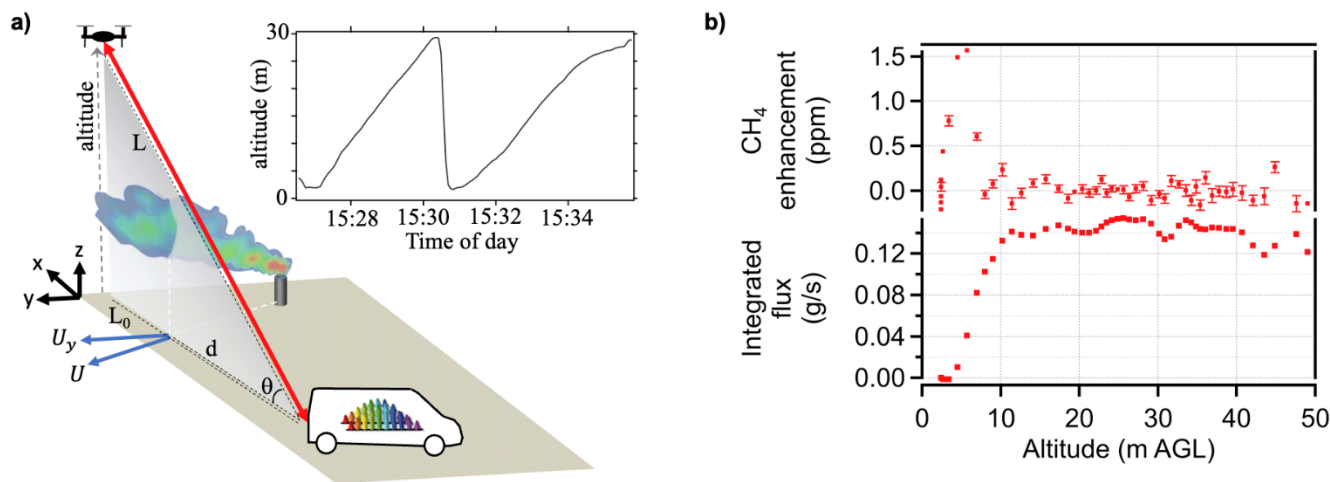 a)
altitude
L
x
z
y
L₀
d
θ
U_y
U
30
altitude (m)
0
15:28
15:30
15:32
15:34
Time of day
b)
CH₄
enhancement
(ppm)
1.5
1.0
0.5
0.0
Integrated
flux
(g/s)
0.12
0.08
0.04
0.00
0
10
20
30
40
50
Altitude (m AGL)